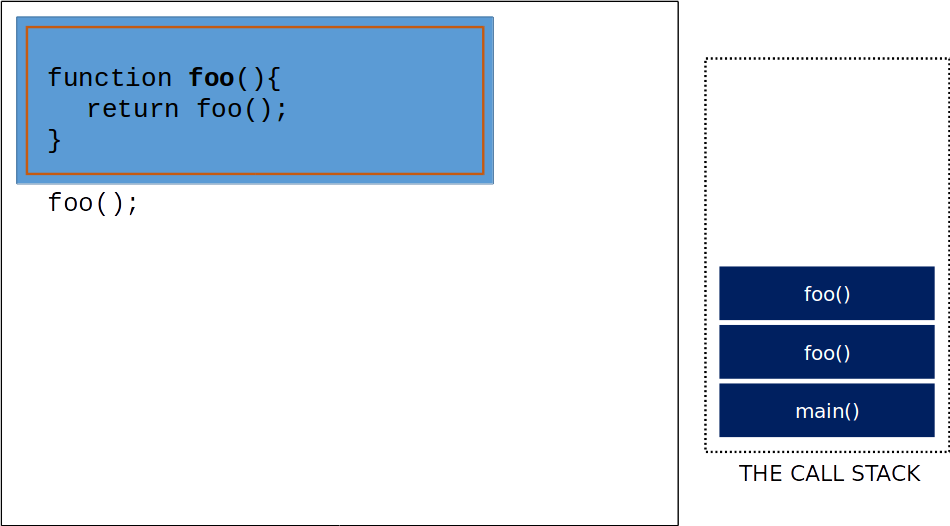 function foo(){
return foo();
}
foo();
foo()
foo()
main()
THE CALL STACK